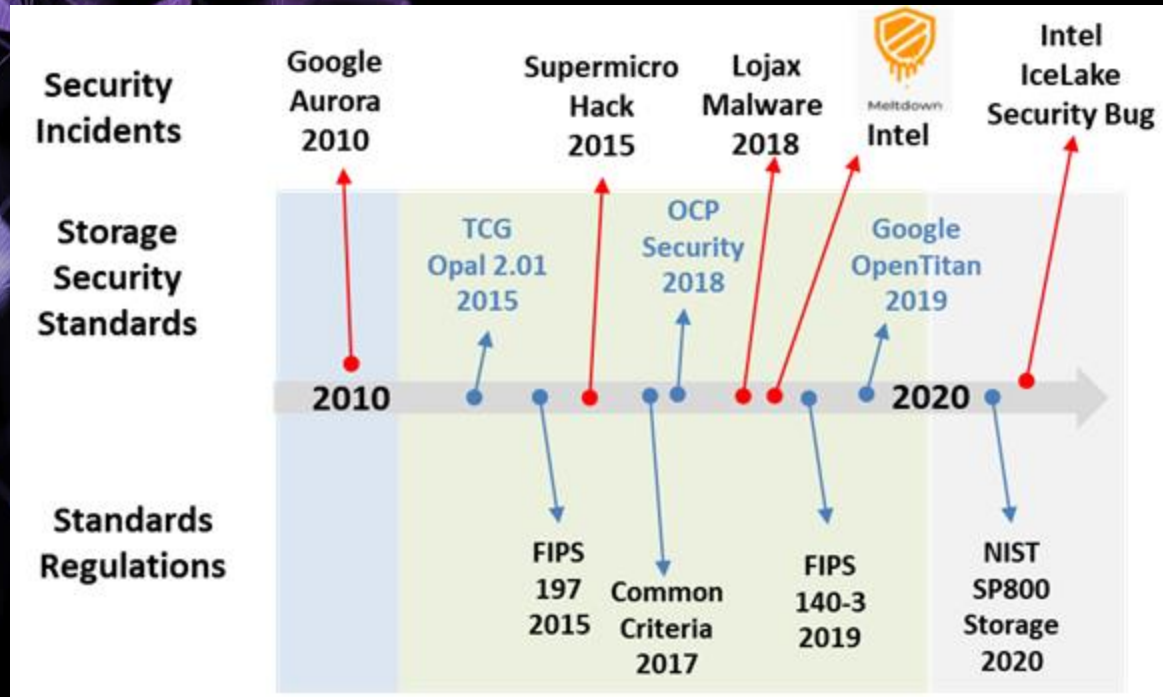 Security
Incidents
Google
Aurora
2010
Supermicro
Hack
2015
Lojax
Malware
2018
Meltdown
Intel
Intel
IceLake
Security Bug
Storage
Security
Standards
TCG
Opal 2.01
2015
OCP
Security
2018
Google
OpenTitan
2019
2010
2020
Standards
Regulations
FIPS
197
2015
Common
Criteria
2017
FIPS
140-3
2019
NIST
SP800
Storage
2020